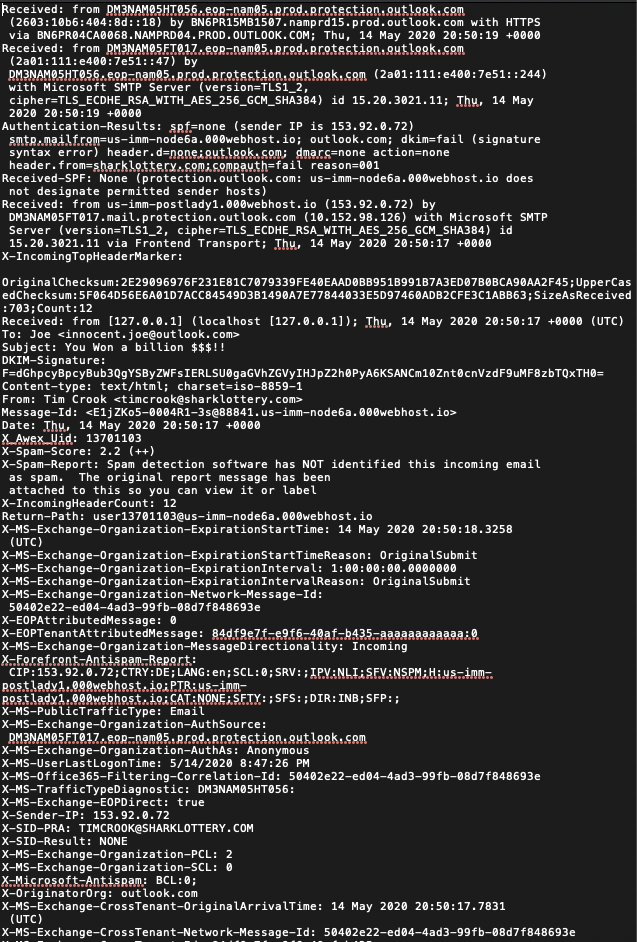 Received: from DM3NAM05HT056.eop-nam05.prod.protection.outlook.com
(2603:10b6:404:8d::18) by BN6PR15MB1507.namprd15.prod.outlook.com with HTTPS
via BN6PR04CA0068.NAMPRD04.PROD.OUTLOOK.COM; Thu, 14 May 2020 20:50:19 +0000
Received: from DM3NAM05FT017.eop-nam05.prod.protection.outlook.com
(2a01:111:e400:7e51::47) by
DM3NAM05HT056.eop-nam05.prod.protection.outlook.com (2a01:111:e400:7e51::244)
with Microsoft SMTP Server (version=TLS1_2,
cipher=TLS_ECDHE_RSA_WITH_AES_256_GCM_SHA384) id 15.20.3021.11; Thu, 14 May
2020 20:50:19 +0000
Authentication-Results: spf=none (sender IP is 153.92.0.72)
smtp.mailfrom=us-imm-node6a.000webhost.io; outlook.com; dkim=fail (signature
syntax error) header.d=none;outlook.com, dmarc=none action=none
header.from=sharklottery.com;compauth=fail reason=001
Received-SPF: None (protection.outlook.com: us-imm-node6a.000webhost.io does
not designate permitted sender hosts)
Received: from us-imm-postlady1.000webhost.io (153.92.0.72) by
DM3NAM05FT017.mail.protection.outlook.com (10.152.98.126) with Microsoft SMTP
Server (version=TLS1_2, cipher=TLS_ECDHE_RSA_WITH_AES_256_GCM_SHA384) id
15.20.3021.11 via Frontend Transport; Thu, 14 May 2020 20:50:17 +0000
X-IncomingTopHeaderMarker:
OriginalChecksum:2E29096976F231E81C7079339FE40EAAD0BB951B991B7A3ED07B0BCA90AA2F45;UpperCas
edChecksum:5F064D56E6A01D7ACC84549D3B1490A7E77844033E5D97460ADB2CFE3C1ABB63;SizeAsReceived
:703;Count:12
Received: from [127.0.0.1] (localhost [127.0.0.1]); Thu, 14 May 2020 20:50:17 +0000 (UTC)
To: Joe <innocent.joe@outlook.com>
Subject: You Won a billion $$$!!
DKIM-Signature:
F=dGhpcyBpcyBub3QgYSByZWFsIERLSU0gaGVhZGVyIHJpZ2h0PyA6KSANCm10Znt0cnVzdF9uMF8zbTQxTH0=
Content-type: text/html; charset=iso-8859-1
From: Tim Crook <timcrook@sharklottery.com>
Message-Id: <E1jZKo5-0004R1-3s@88841.us-imm-node6a.000webhost.io>
Date: Thu, 14 May 2020 20:50:17 +0000
X_Awex_Uid: 13701103
X-Spam-Score: 2.2 (++)
X-Spam-Report: Spam detection software has NOT identified this incoming email
as spam.  The original report message has been
attached to this so you can view it or label
X-IncomingHeaderCount: 12
Return-Path: user13701103@us-imm-node6a.000webhost.io
X-MS-Exchange-Organization-ExpirationStartTime: 14 May 2020 20:50:18.3258
(UTC)
X-MS-Exchange-Organization-ExpirationStartTimeReason: OriginalSubmit
X-MS-Exchange-Organization-ExpirationInterval: 1:00:00:00.0000000
X-MS-Exchange-Organization-ExpirationIntervalReason: OriginalSubmit
X-MS-Exchange-Organization-Network-Message-Id:
50402e22-ed04-4ad3-99fb-08d7f848693e
X-EOPAttributedMessage: 0
X-EOPTenantAttributedMessage: 84df9e7f-e9f6-40af-b435-aaaaaaaaaaaa:0
X-MS-Exchange-Organization-MessageDirectionality: Incoming
X-Forefront-Antispam-Report:
CIP:153.92.0.72;CTRY:DE;LANG:en;SCL:0;SRV:;IPV:NLI;SFV:NSPM;H:us-imm-
postlady1.000webhost.io;PTR:us-imm-
postlady1.000webhost.io;CAT:NONE;SFTY:;SFS:;DIR:INB;SFP:;
X-MS-PublicTrafficType: Email
X-MS-Exchange-Organization-AuthSource:
DM3NAM05FT017.eop-nam05.prod.protection.outlook.com
X-MS-Exchange-Organization-AuthAs: Anonymous
X-MS-UserLastLogonTime: 5/14/2020 8:47:26 PM
X-MS-Office365-Filtering-Correlation-Id: 50402e22-ed04-4ad3-99fb-08d7f848693e
X-MS-TrafficTypeDiagnostic: DM3NAM05HT056:
X-MS-Exchange-EOPDirect: true
X-Sender-IP: 153.92.0.72
X-SID-PRA: TIMCROOK@SHARKLOTTERY.COM
X-SID-Result: NONE
X-MS-Exchange-Organization-PCL: 2
X-MS-Exchange-Organization-SCL: 0
X-Microsoft-Antispam: BCL:0;
X-OriginatorOrg: outlook.com
X-MS-Exchange-CrossTenant-OriginalArrivalTime: 14 May 2020 20:50:17.7831
(UTC)
X-MS-Exchange-CrossTenant-Network-Message-Id: 50402e22-ed04-4ad3-99fb-08d7f848693e